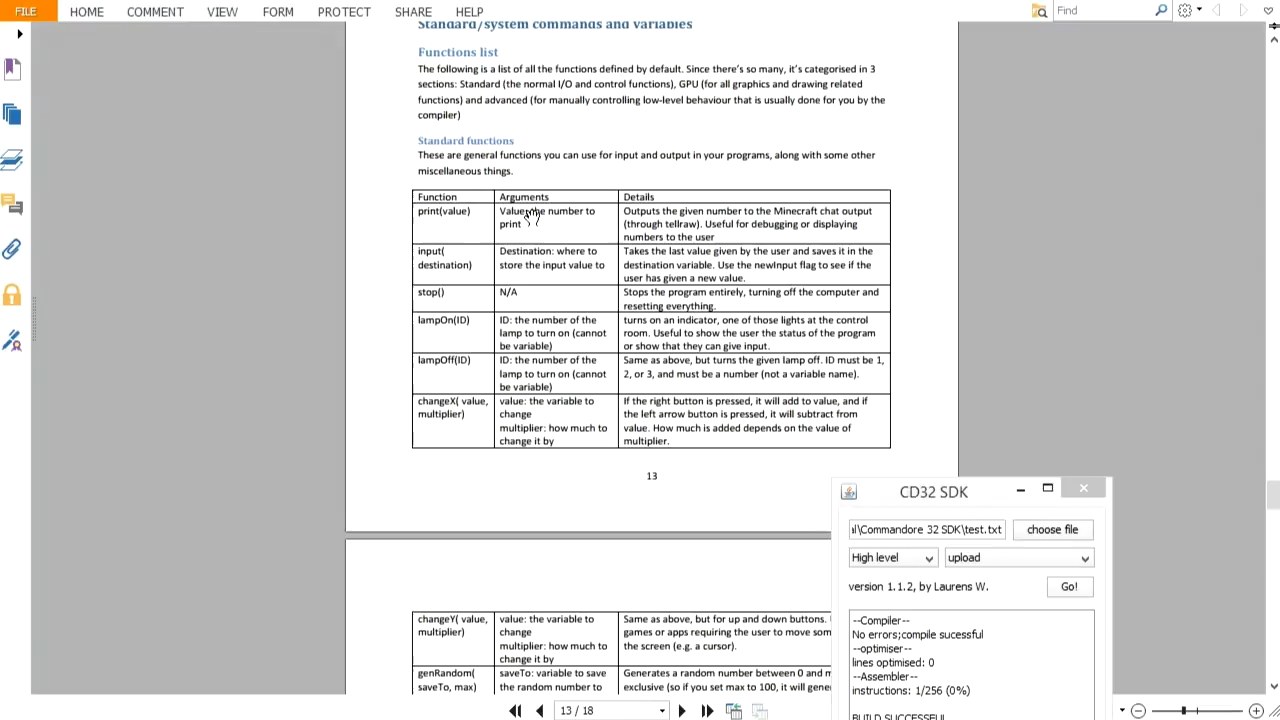 FILE HOME COMMENT VIEW FORM PROTECT SHARE HELP Find
Standard/system commands and variables
Functions list
The following is a list of all the functions defined by default. Since there's so many, it's categorised in 3
sections: Standard (the normal I/O and control functions), GPU (for all graphics and drawing related
functions) and advanced (for manually controlling low-level behaviour that is usually done for you by the
compiler)
Standard functions
These are general functions you can use for input and output in your programs, along with some other
miscellaneous things.
Function Arguments Details
print(value)
Value: the number to
print
Outputs the given number to the Minecraft chat output
(through tellraw). Useful for debugging or displaying
numbers to the user
input(
destination)
Destination: where to
store the input value to
Takes the last value given by the user and saves it in the
destination variable. Use the newInput flag to see if the
user has given a new value.
stop()
N/A
Stops the program entirely, turning off the computer and
resetting everything.
lampOn(ID)
ID: the number of the
lamp to turn on (cannot
be variable)
turns on an indicator, one of those lights at the control
room. Useful to show the user the status of the program
or show that they can give input.
lampOff(ID)
ID: the number of the
lamp to turn on (cannot
be variable)
Same as above, but turns the given lamp off. ID must be 1,
2, or 3, and must be a number (not a variable name).
changeX( value,
multiplier)
value: the variable to
change
multiplier: how much to
change it by
If the right button is pressed, it will add to value, and if
the left arrow button is pressed, it will subtract from
value. How much is added depends on the value of
multiplier.
13
changeY( value,
multiplier)
value: the variable to
change
multiplier: how much to
change it by
Same as above, but for up and down buttons.
games or apps requiring the user to move som
the screen (e.g. a cursor).
genRandom(
saveTo, max)
saveTo: variable to save
the random number to
Generates a random number between 0 and m
exclusive (so if you set max to 100, it will gene
CD32 SDK
l\Commandore 32 SDK\test.txt choose file
High level upload
version 1.1.2, by Laurens W. Go!
--Compiler--
No errors;compile sucessful
--optimiser--
lines optimised: 0
--Assembler--
instructions: 1/256 (0%)
BUILD SUCCESSFUL
13 / 18